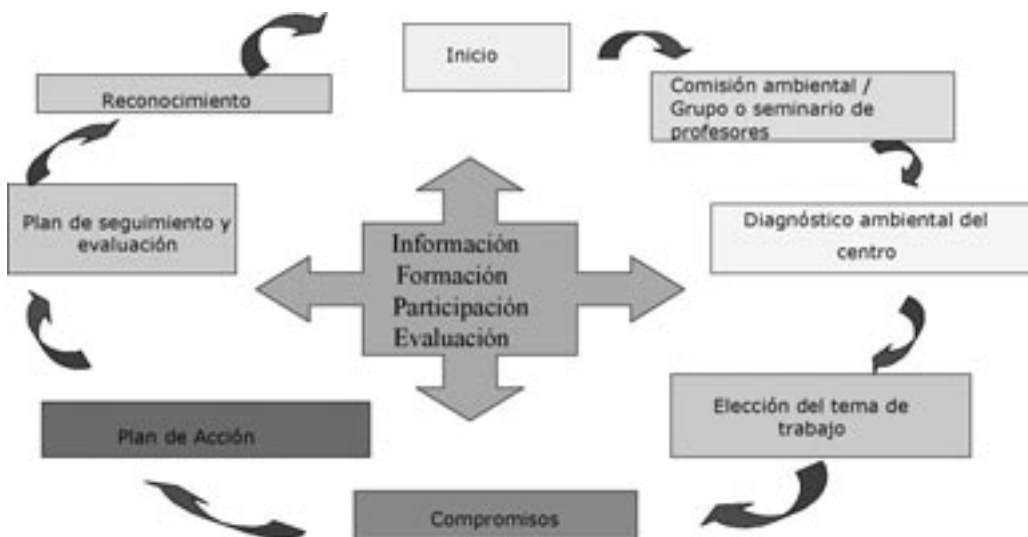 Inicio
Comisión ambiental /
Grupo o seminario de
profesores
Diagnóstico ambiental del
centro
Elección del tema de
trabajo
Compromisos
Plan de Acción
Plan de seguimiento y
evaluación
Reconocimiento
Información
Formación
Participación
Evaluación